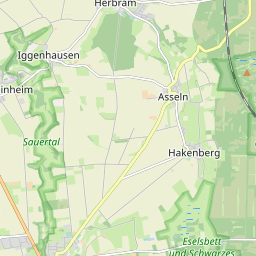 Herbram
Iggenhausen
inheim
Asseln
Sauertal
Hakenberg
Eselsbett
und Schwarzes